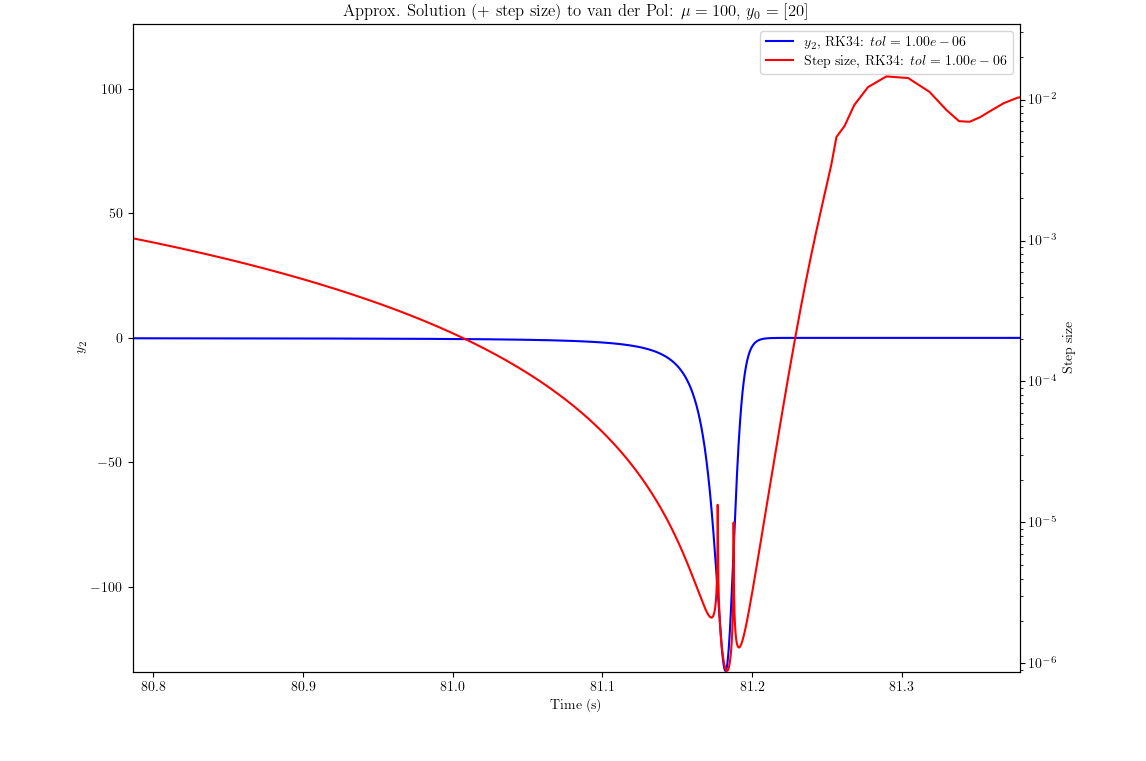 Approx. Solution (+ step size) to van der Pol: μ = 100, y₀ = [20]
y₂, RK34: tol = 1.00e − 06
Step size, RK34: tol = 1.00e − 06
100
50
0
−50
−100
y₂
10⁻²
10⁻³
10⁻⁴
10⁻⁵
10⁻⁶
Step size
80.8 80.9 81.0 81.1 81.2 81.3
Time (s)